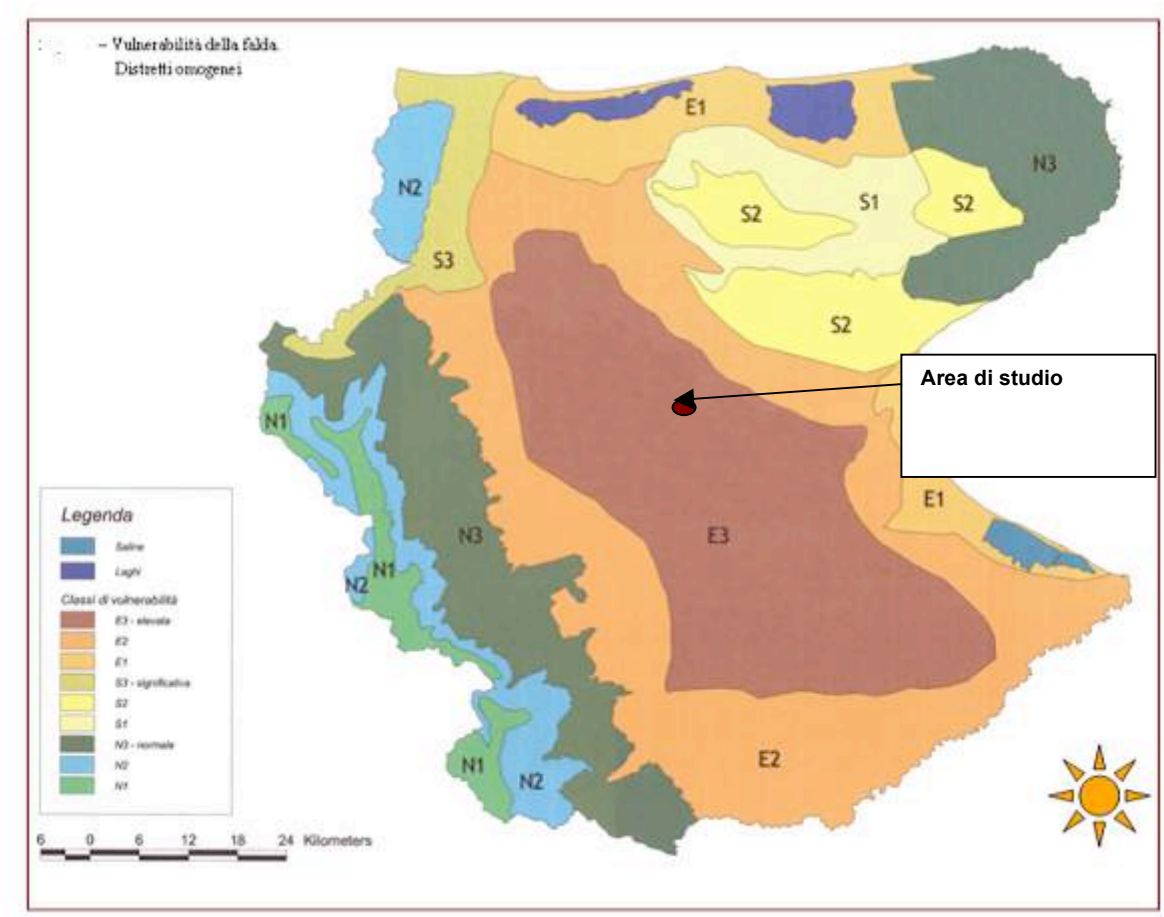 – Vulnerabilità della falda.
Distretti omogenei
E1
N3
N2
S2
S1
S2
S3
S2
Area di studio
N1
E1
N3
E3
N1
N2
E2
N1
N2
Legenda
Saline
Laghi
Classi di vulnerabilità
E3 - elevata
E2
E1
S3 - significativa
S2
S1
N3 - normale
N2
N1
6 0 6 12 18 24 Kilometers